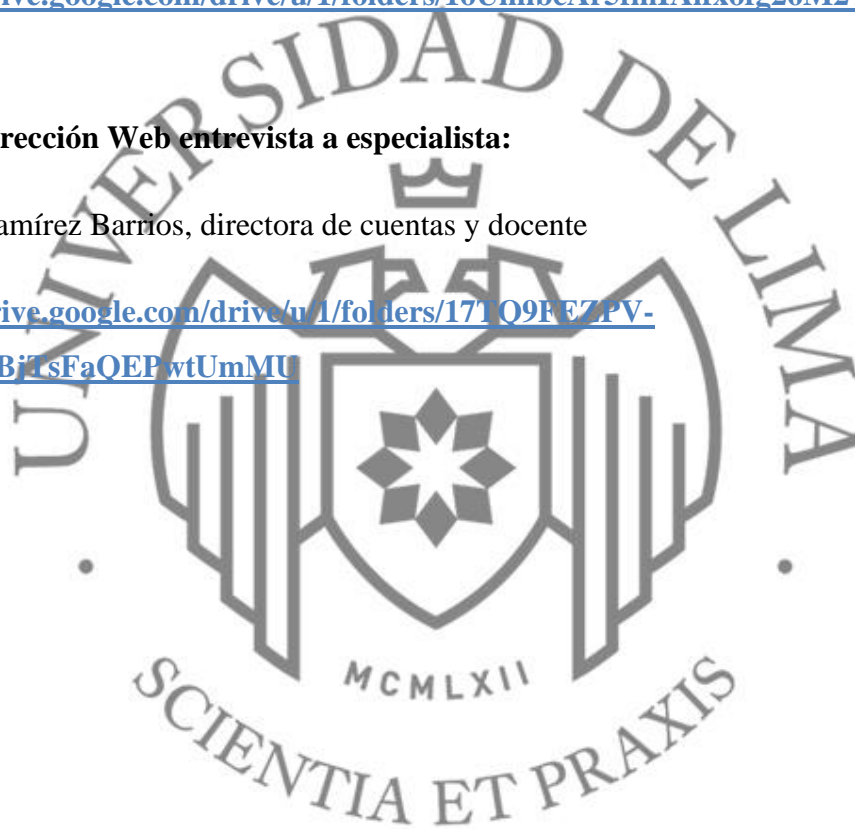 rección Web entrevista a especialista:
amírez Barrios, directora de cuentas y docente
rive.google.com/drive/u/1/folders/17TQ9FEZPV-
BjTsFaQEPwtUmMU
UNIVERSIDAD DE LIMA
MCMLXII
SCIENTIA ET PRAXIS